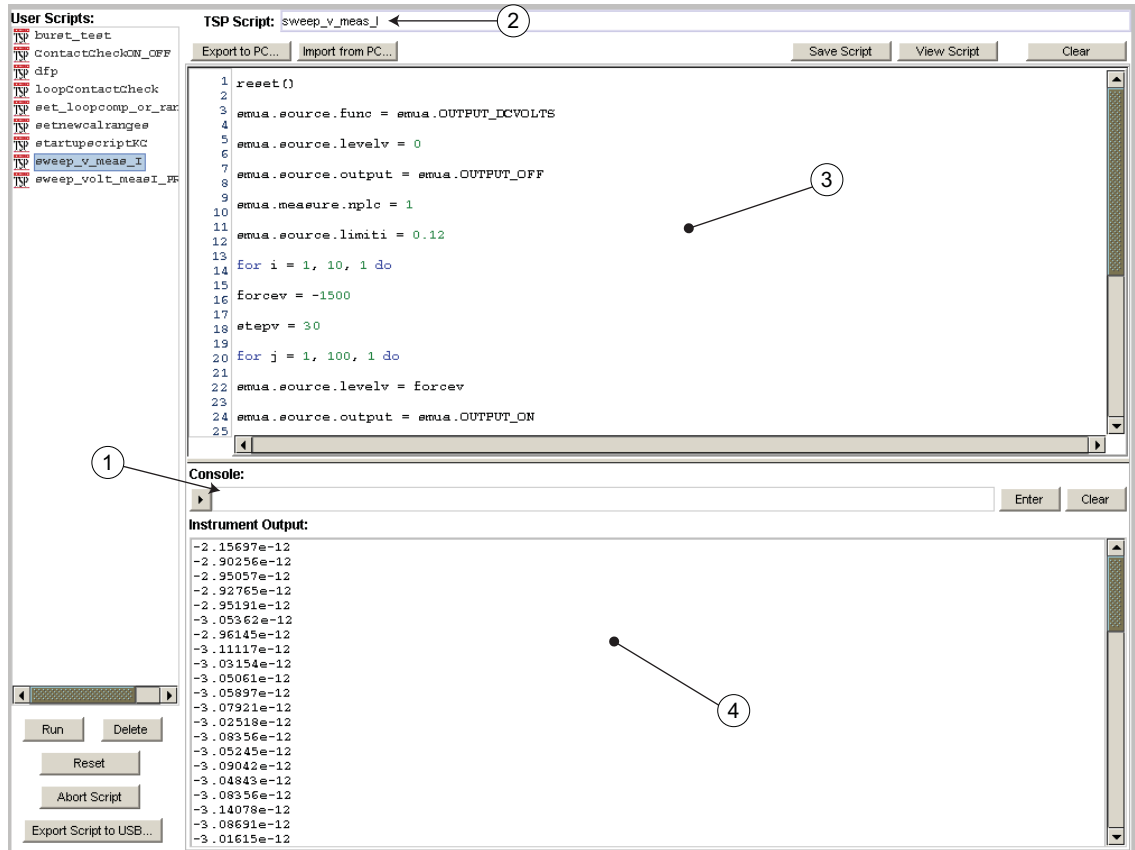 User Scripts:
TSP Script: sweep_v_meas_I
2
burst_test
ContactCheckON_OFF
dfp
loopContactCheck
set_loopcomp_or_ran
setnewcalranges
startupscriptKC
sweep_v_meas_I
sweep_volt_measI_PR
Export to PC... Import from PC... Save Script View Script Clear
1 reset()
2
3 smua.source.func = smua.OUTPUT_DCVOLTS
4
5 smua.source.levelv = 0
6
7 smua.source.output = smua.OUTPUT_OFF
8
9 smua.measure.nplc = 1
10
11 smua.source.limiti = 0.12
12
13 for i = 1, 10, 1 do
14
15 forcev = -1500
16
17 stepv = 30
18
19 for j = 1, 100, 1 do
20
21
22 smua.source.levelv = forcev
23
24 smua.source.output = smua.OUTPUT_ON
25
3
1
Console:
Enter Clear
Instrument Output:
-2.15697e-12
-2.90256e-12
-2.95057e-12
-2.92765e-12
-2.95191e-12
-3.05362e-12
-2.96145e-12
-3.11117e-12
-3.03154e-12
-3.05061e-12
-3.05897e-12
-3.07921e-12
-3.02518e-12
-3.08356e-12
-3.05245e-12
-3.09042e-12
-3.04843e-12
-3.08356e-12
-3.14078e-12
-3.08691e-12
-3.01615e-12
4
Run Delete
Reset
Abort Script
Export Script to USB...